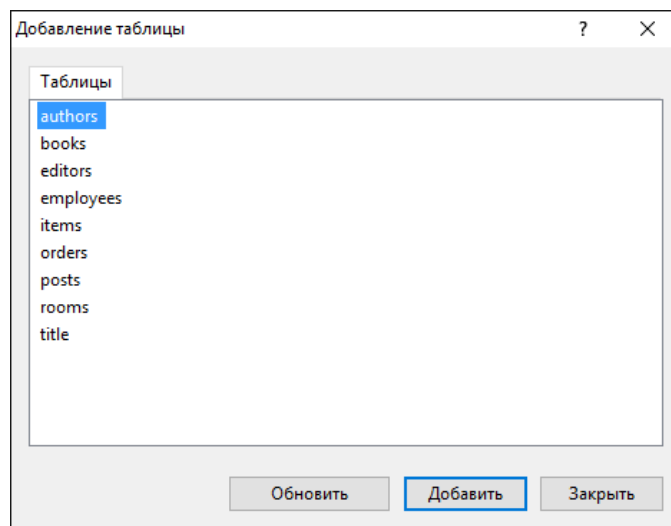 Добавление таблицы ?
Таблицы
authors
books
editors
employees
items
orders
posts
rooms
title
Обновить Добавить Закрыть